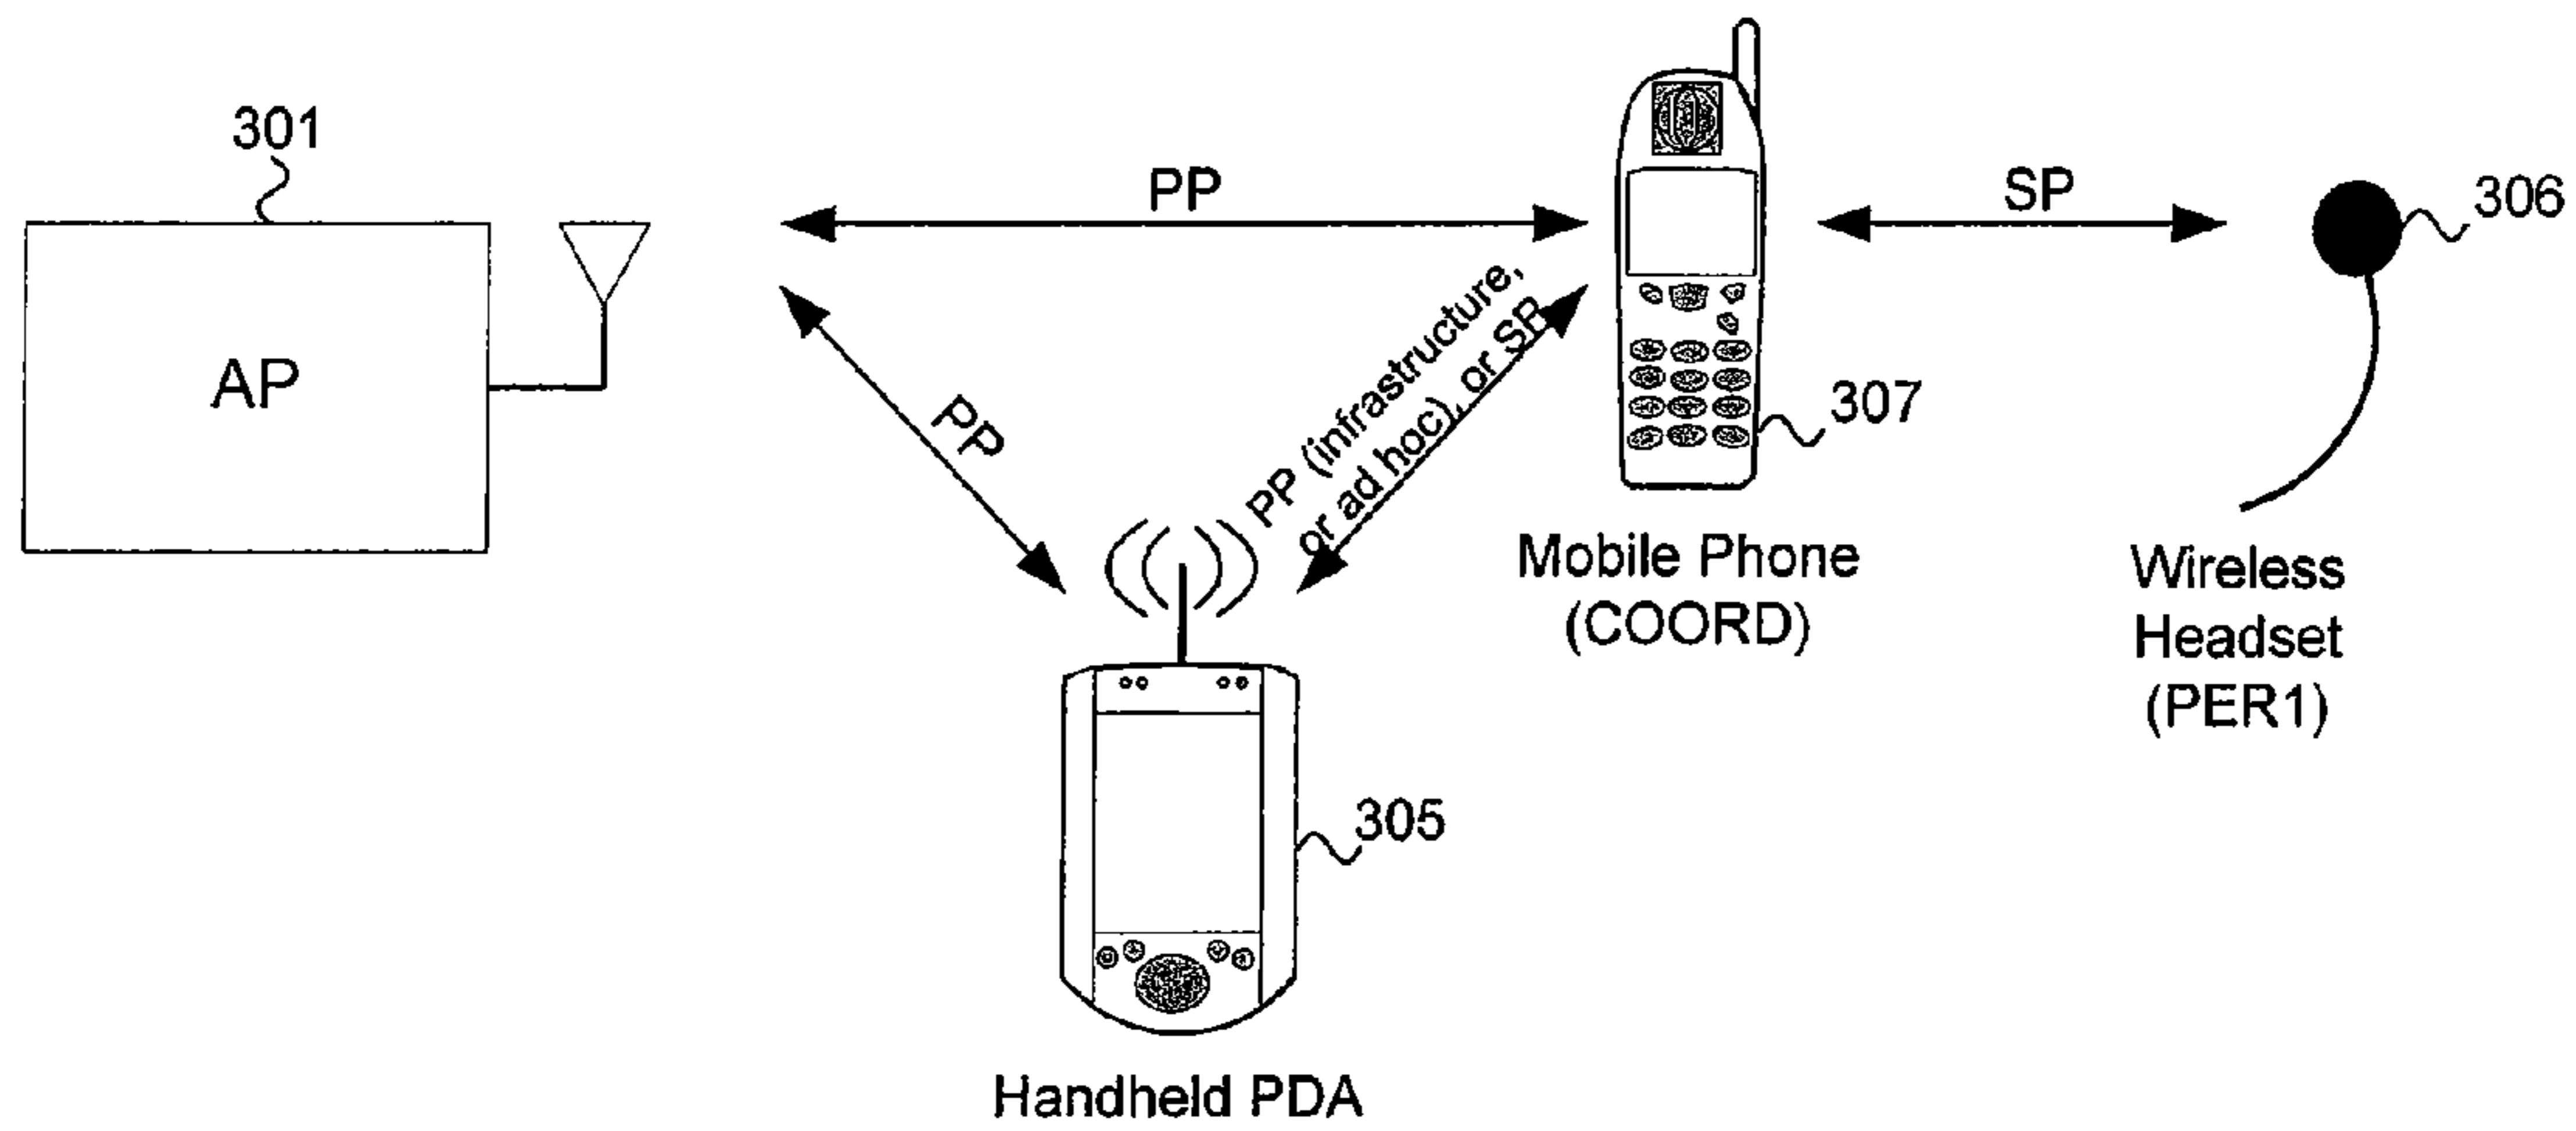 301
AP
PP
SP
306
PP
PP (infrastructure,
or ad hoc), or SP
307
Mobile Phone
(COORD)
Wireless
Headset
(PER1)
305
Handheld PDA